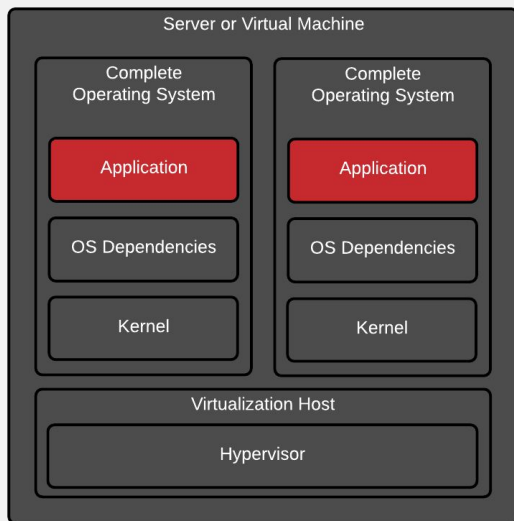 Server or Virtual Machine
Complete
Operating System
Application
OS Dependencies
Kernel
Complete
Operating System
Application
OS Dependencies
Kernel
Virtualization Host
Hypervisor